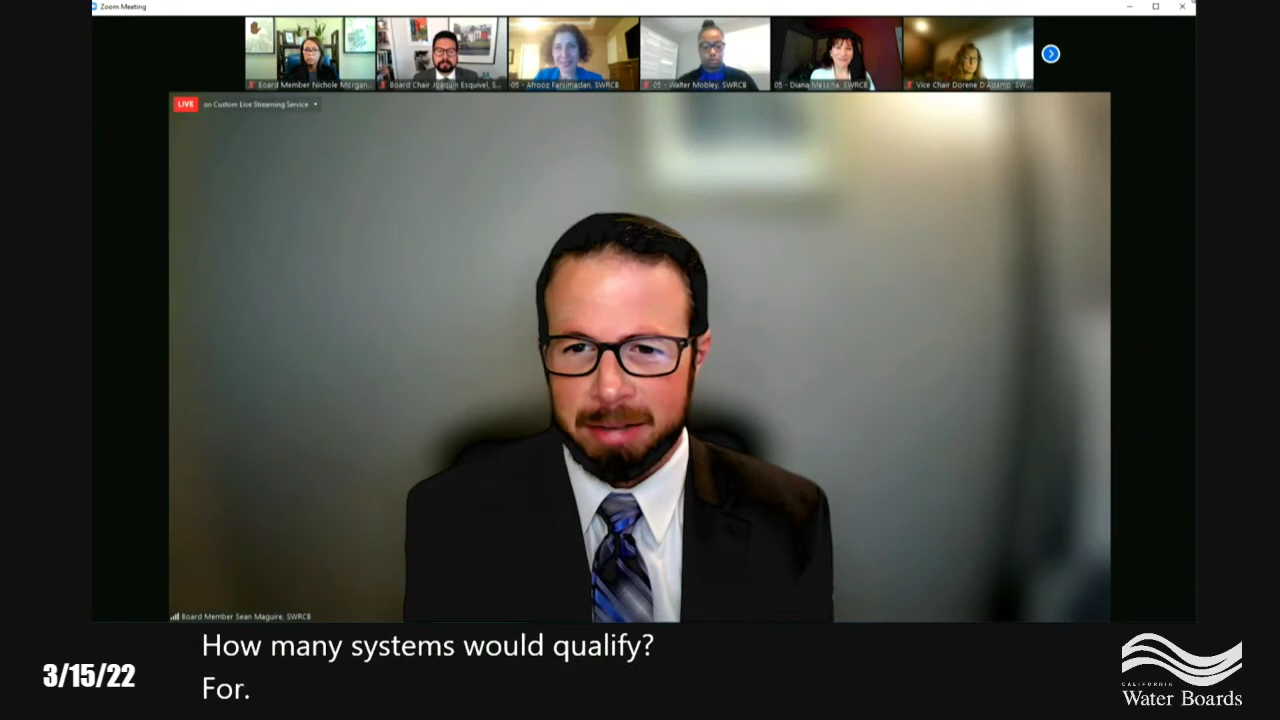 Zoom Meeting
Board Member Nichole Morgan...
Board Chair Joaquin Esquivel, S...
05 - Afrooz Farsimadan, SWRCB
05 - Walter Mobley, SWRCB
05 - Diana Messina, SWRCB
Vice Chair Dorene D'Adamo, SW...
LIVE on Custom Live Streaming Service
Board Member Sean Maguire, SWRCB
How many systems would qualify?
For.
3/15/22
CALIFORNIA
Water Boards